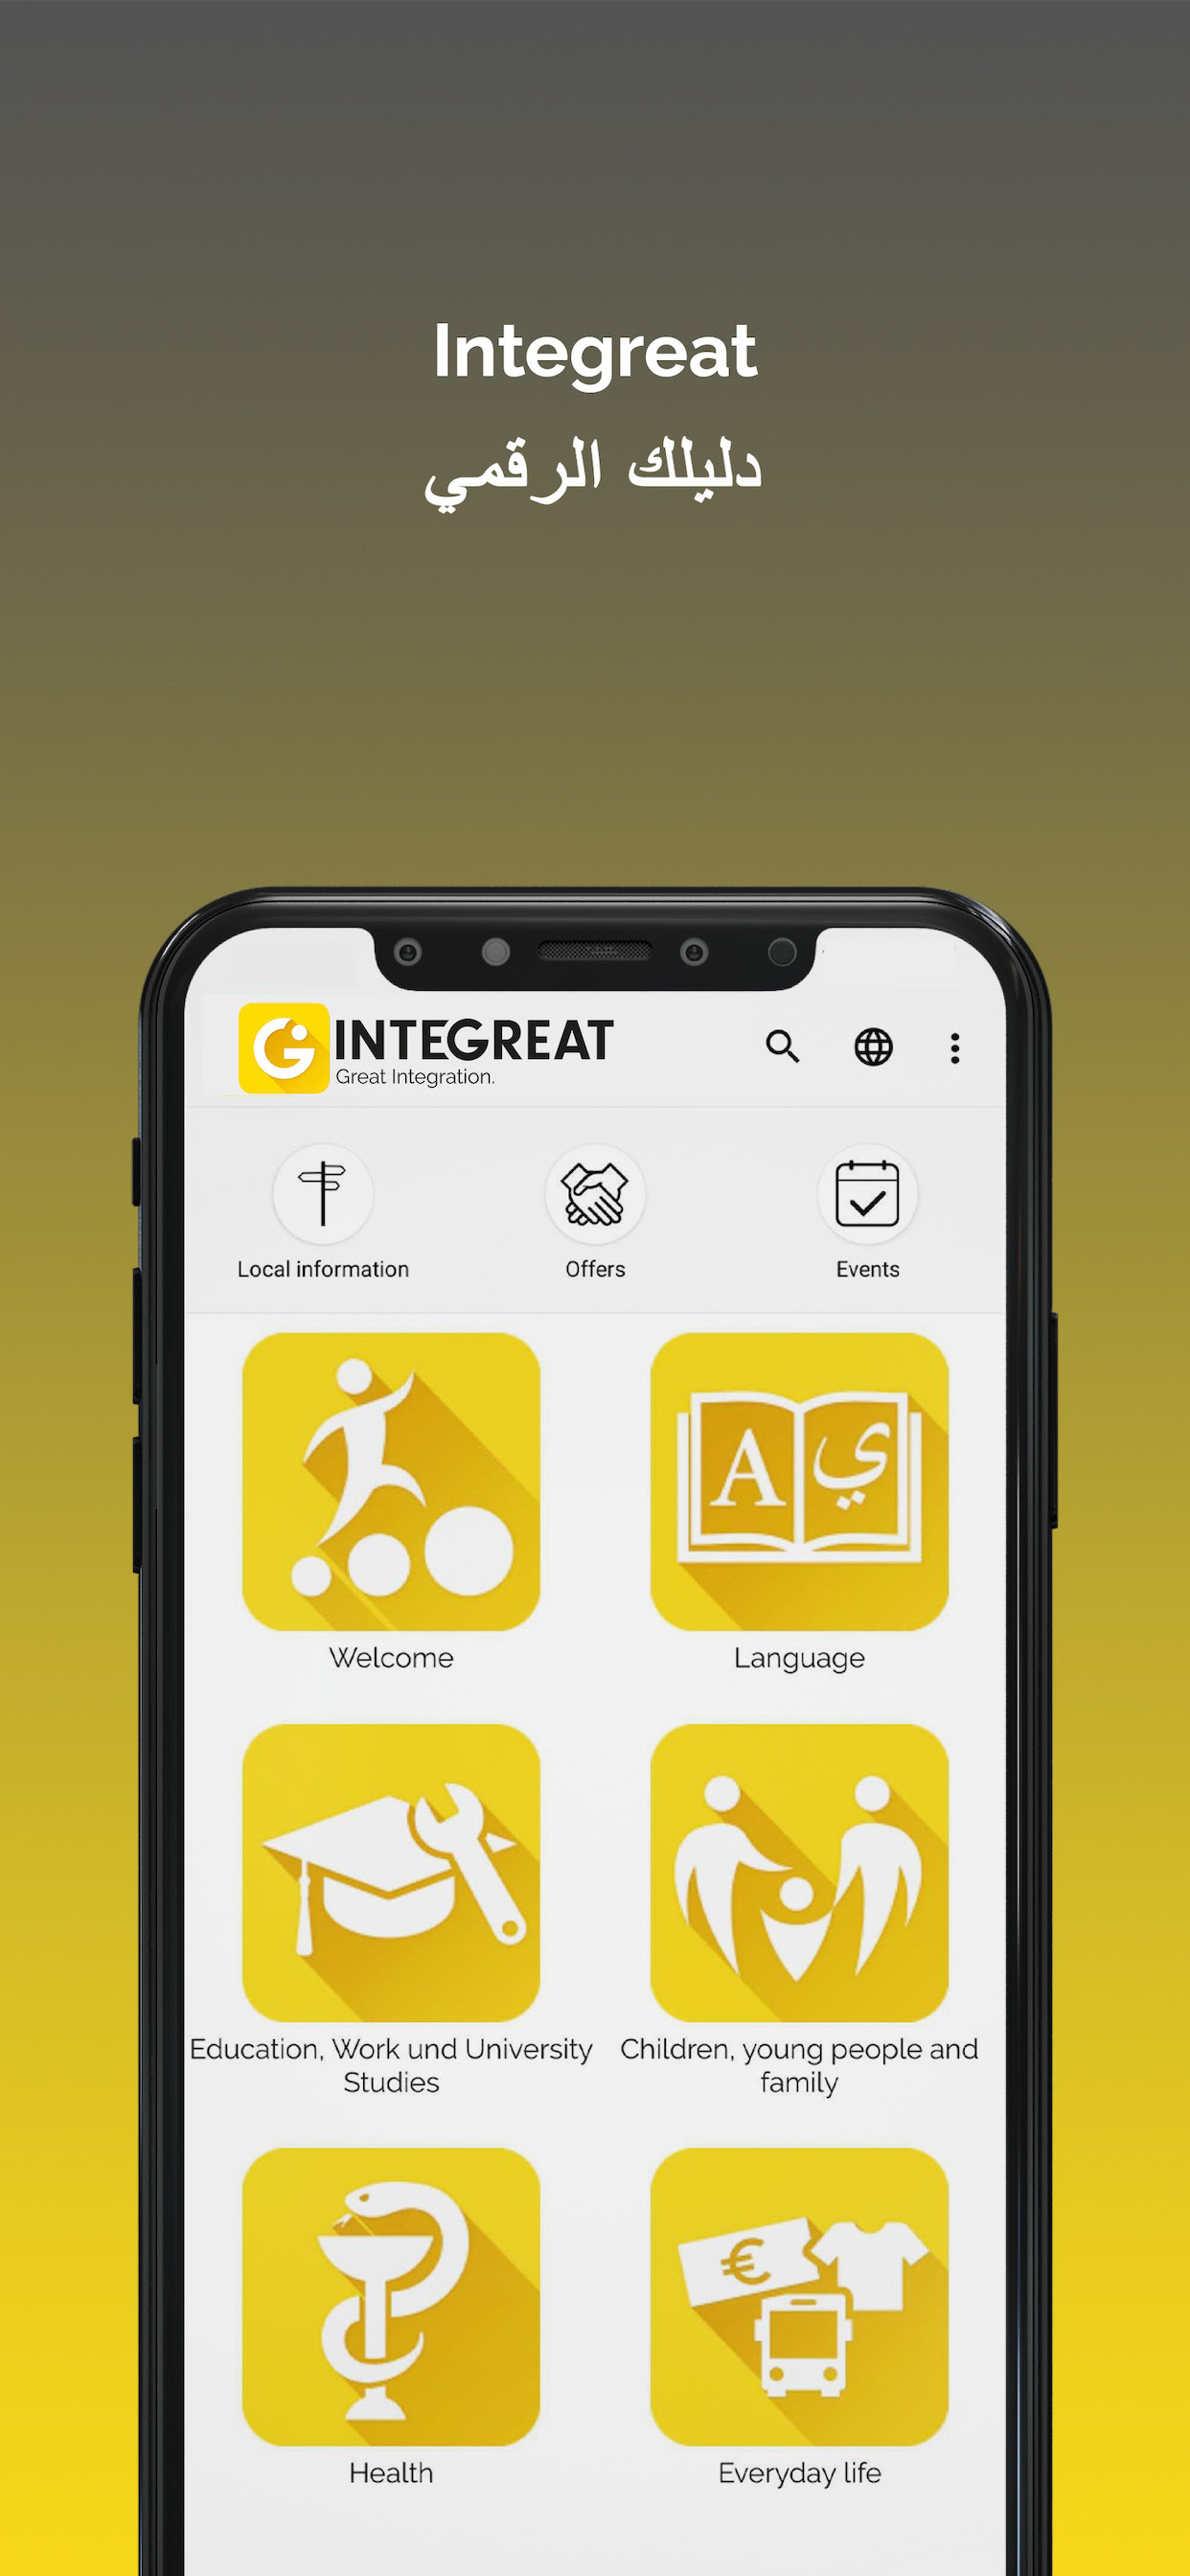 Integreat
دليلك الرقمي
INTEGREAT
Great Integration.
Local information
Offers
Events
A ي
Welcome
Language
Education, Work und University
Studies
Children, young people and
family
€
Health
Everyday life